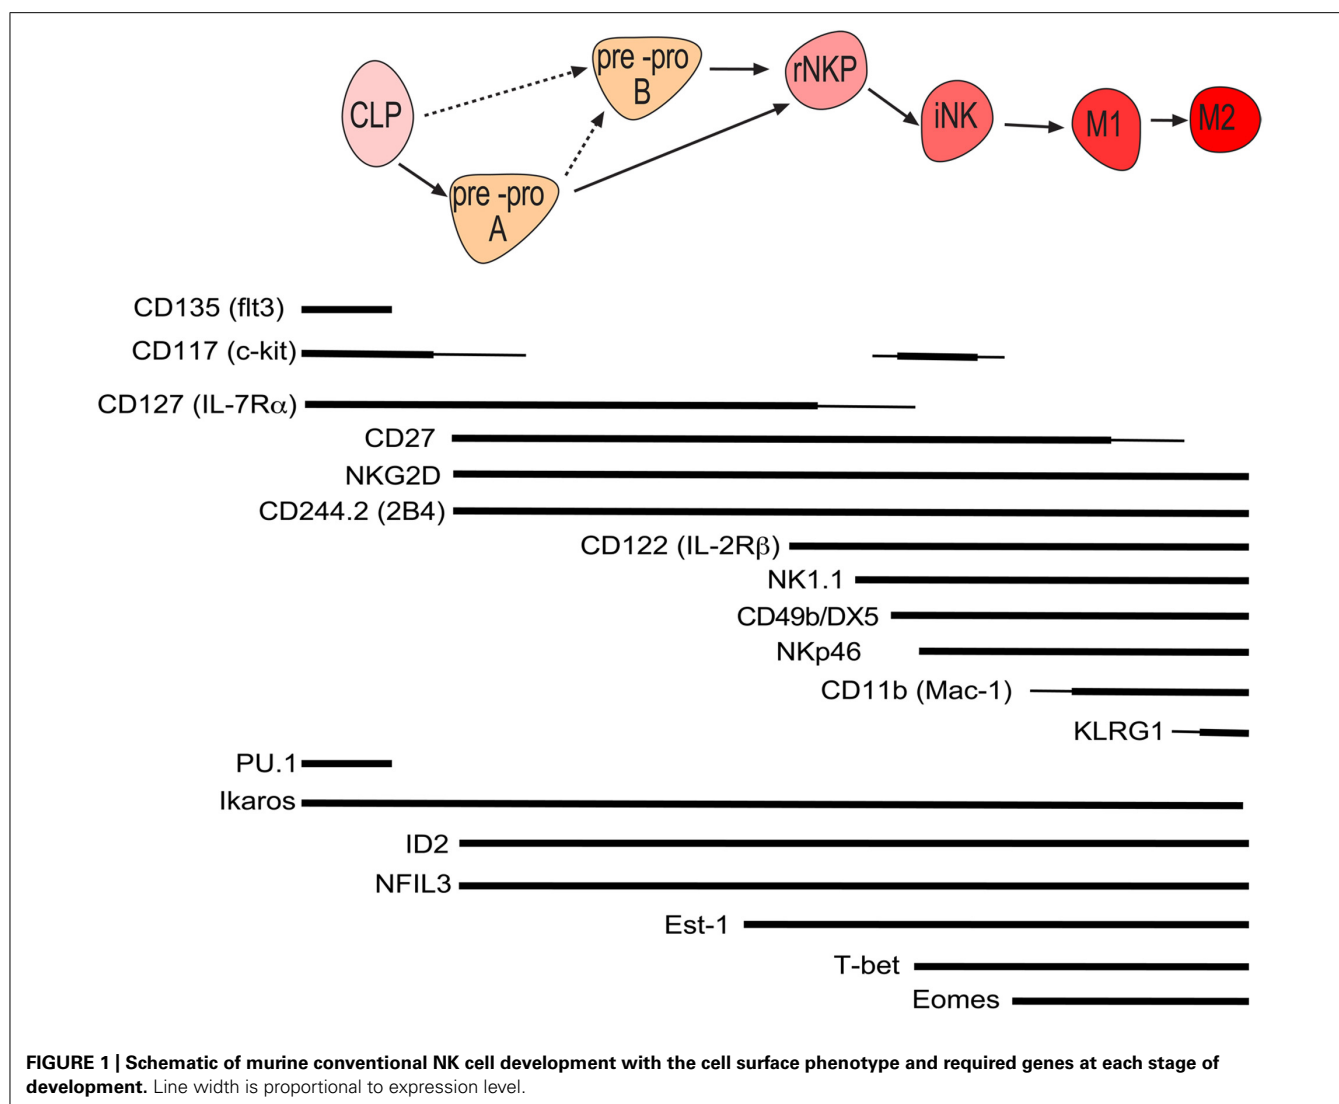 CLP
pre -pro
B
rNKP
iNK
M1
M2
pre -pro
A
CD135 (flt3)
CD117 (c-kit)
CD127 (IL-7Rα)
CD27
NKG2D
CD244.2 (2B4)
CD122 (IL-2Rβ)
NK1.1
CD49b/DX5
NKp46
CD11b (Mac-1)
KLRG1
PU.1
Ikaros
ID2
NFIL3
Est-1
T-bet
Eomes
FIGURE 1 | Schematic of murine conventional NK cell development with the cell surface phenotype and required genes at each stage of
development. Line width is proportional to expression level.